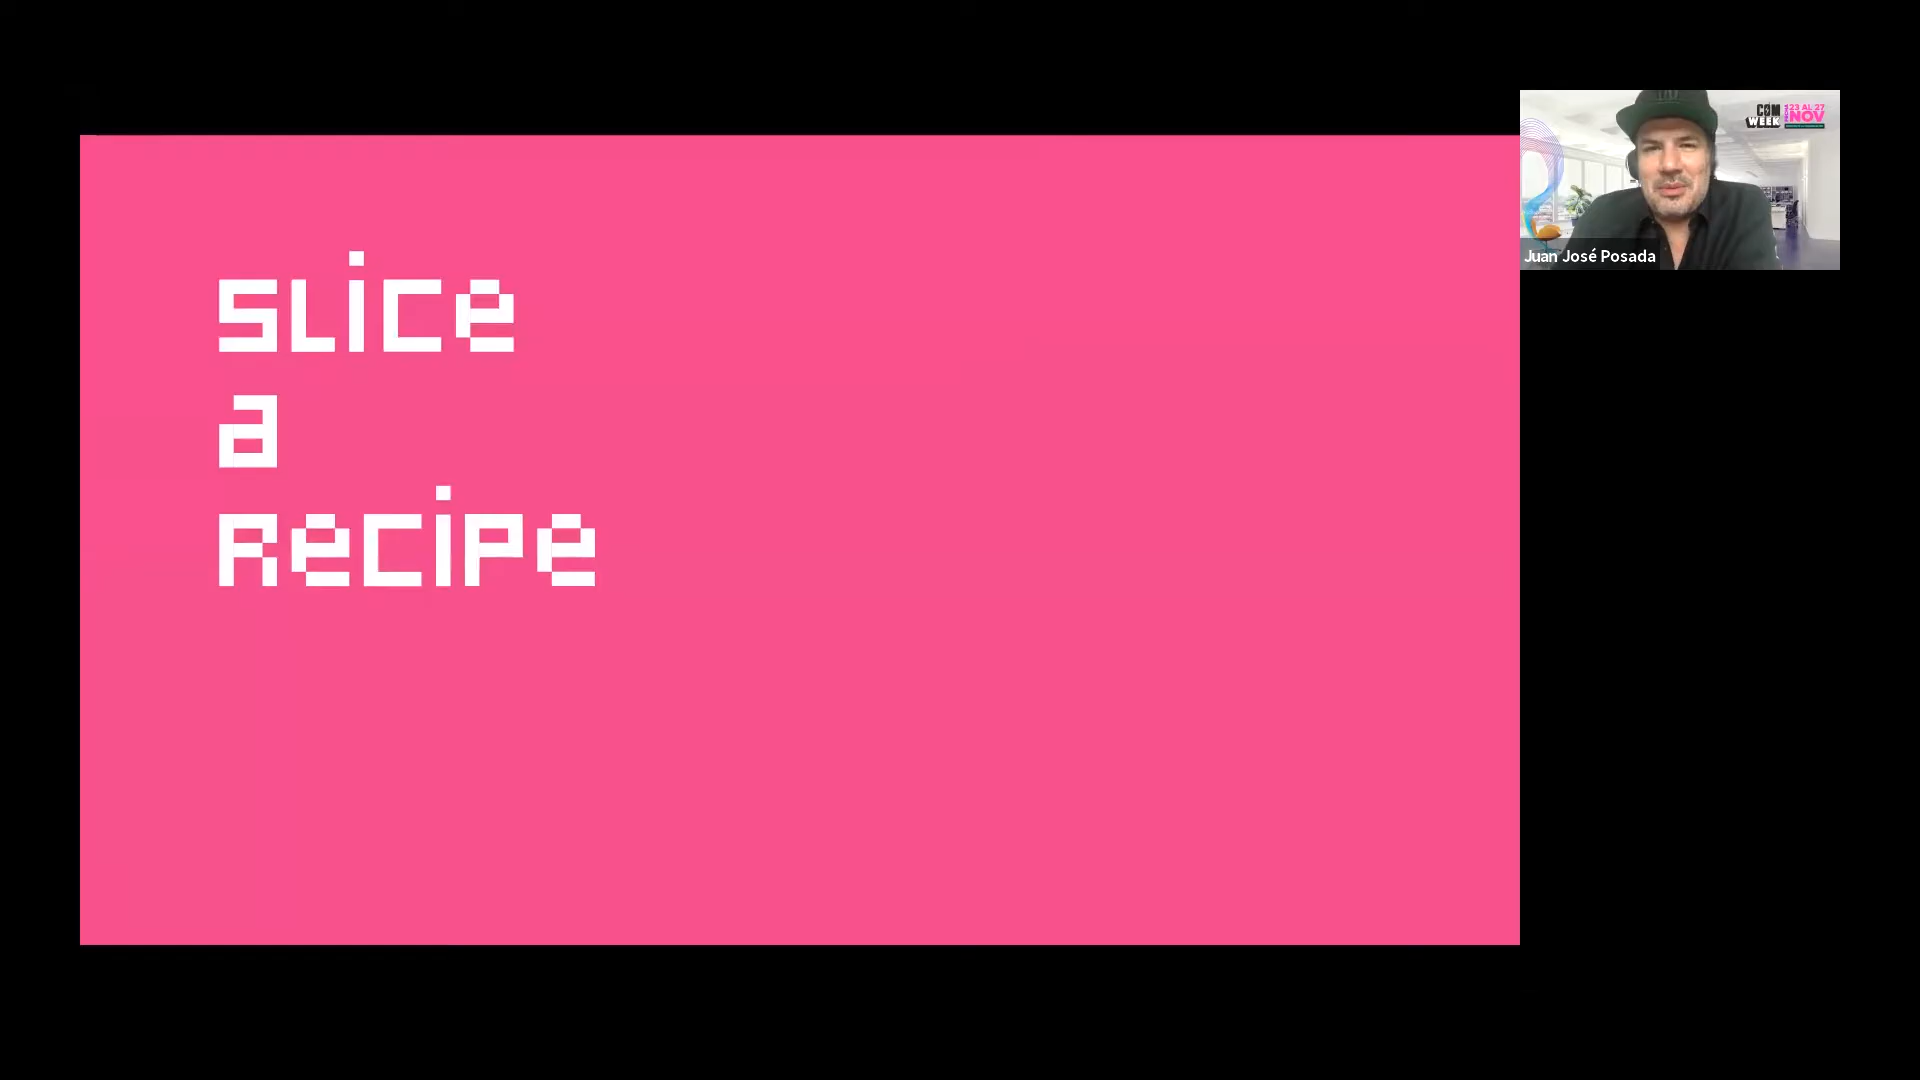 sLice
a
Recipe
COM
WEEK
23 AL 27
NOV
Juan José Posada